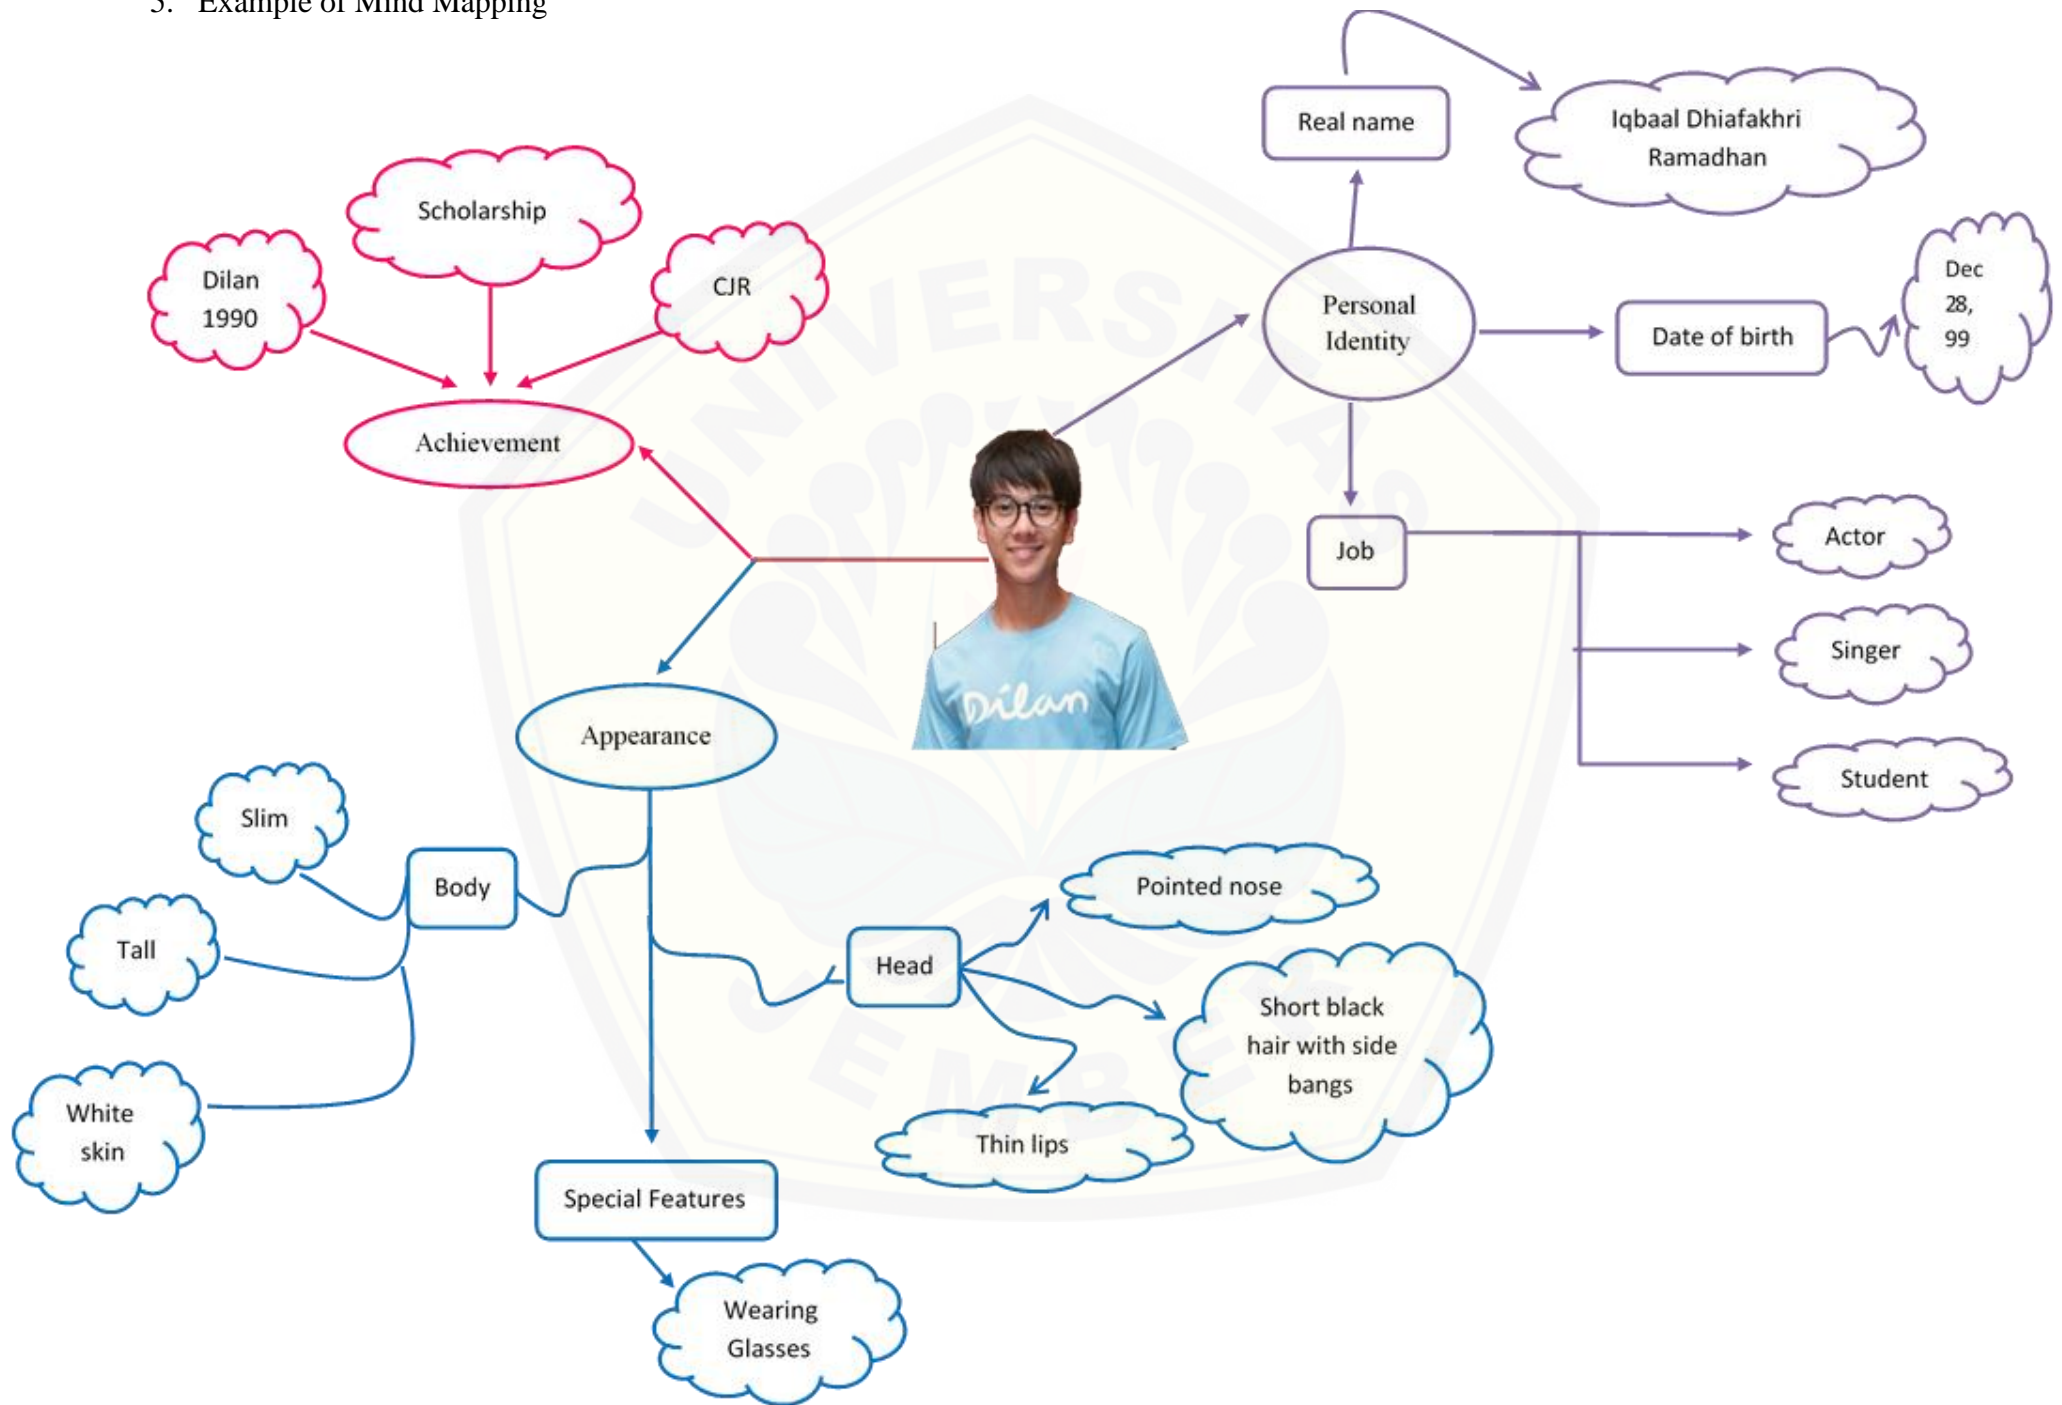 5. Example of Mind Mapping
Real name
Iqbaal Dhiafakhri
Ramadhan
Scholarship
Dilan
1990
CJR
Achievement
Personal
Identity
Date of birth
Dec
28,
99
Job
Actor
Singer
Student
Dilan
Appearance
Slim
Body
Tall
White
skin
Head
Pointed nose
Short black
hair with side
bangs
Thin lips
Special Features
Wearing
Glasses
UNIVERSITAS
JEMBER